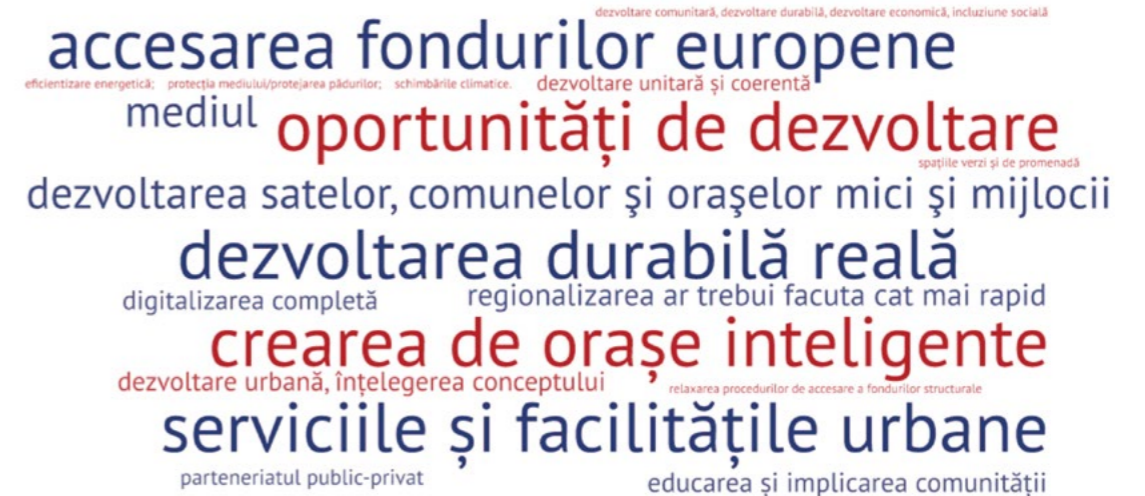 dezvoltare comunitară, dezvoltare durabilă, dezvoltare economică, incluziune socială
accesarea fondurilor europene
eficientizare energetică; protecția mediului/protejarea pădurilor; schimbările climatice.
dezvoltare unitară și coerentă
mediul
oportunități de dezvoltare
spațiile verzi și de promenadă
dezvoltarea satelor, comunelor şi oraşelor mici şi mijlocii
dezvoltarea durabilă reală
digitalizarea completă
regionalizarea ar trebui facuta cat mai rapid
crearea de orașe inteligente
dezvoltare urbană, înțelegerea conceptului
relaxarea procedurilor de accesare a fondurilor structurale
serviciile și facilitățile urbane
parteneriatul public-privat
educarea și implicarea comunității